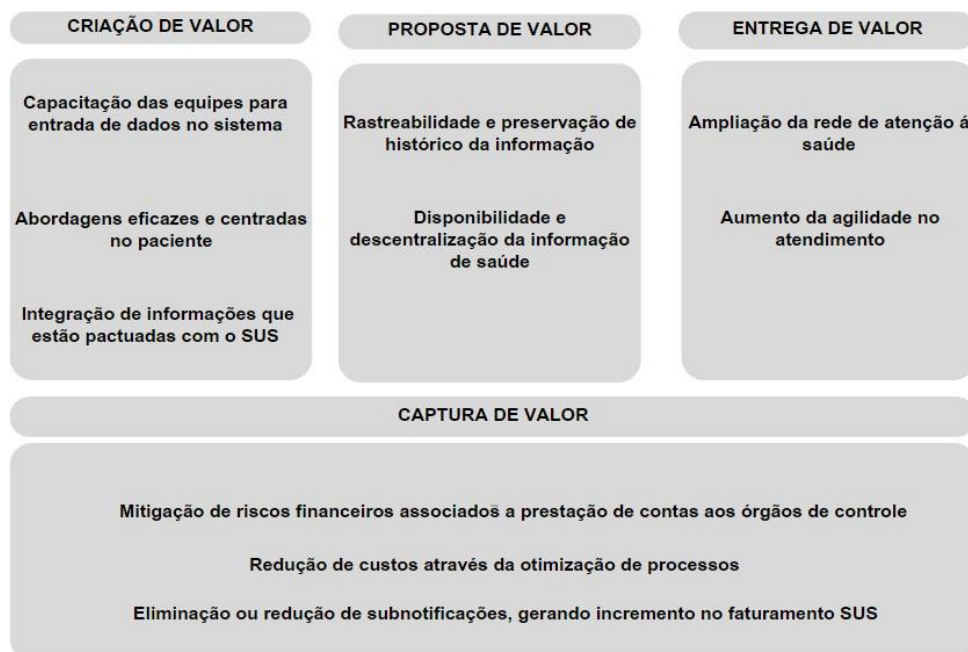 CRIAÇÃO DE VALOR
Capacitação das equipes para
entrada de dados no sistema
Abordagens eficazes e centradas
no paciente
Integração de informações que
estão pactuadas com o SUS
PROPOSTA DE VALOR
Rastreabilidade e preservação de
histórico da informação
Disponibilidade e
descentralização da informação
de saúde
ENTREGA DE VALOR
Ampliação da rede de atenção á
saúde
Aumento da agilidade no
atendimento
CAPTURA DE VALOR
Mitigação de riscos financeiros associados a prestação de contas aos órgãos de controle
Redução de custos através da otimização de processos
Eliminação ou redução de subnotificações, gerando incremento no faturamento SUS